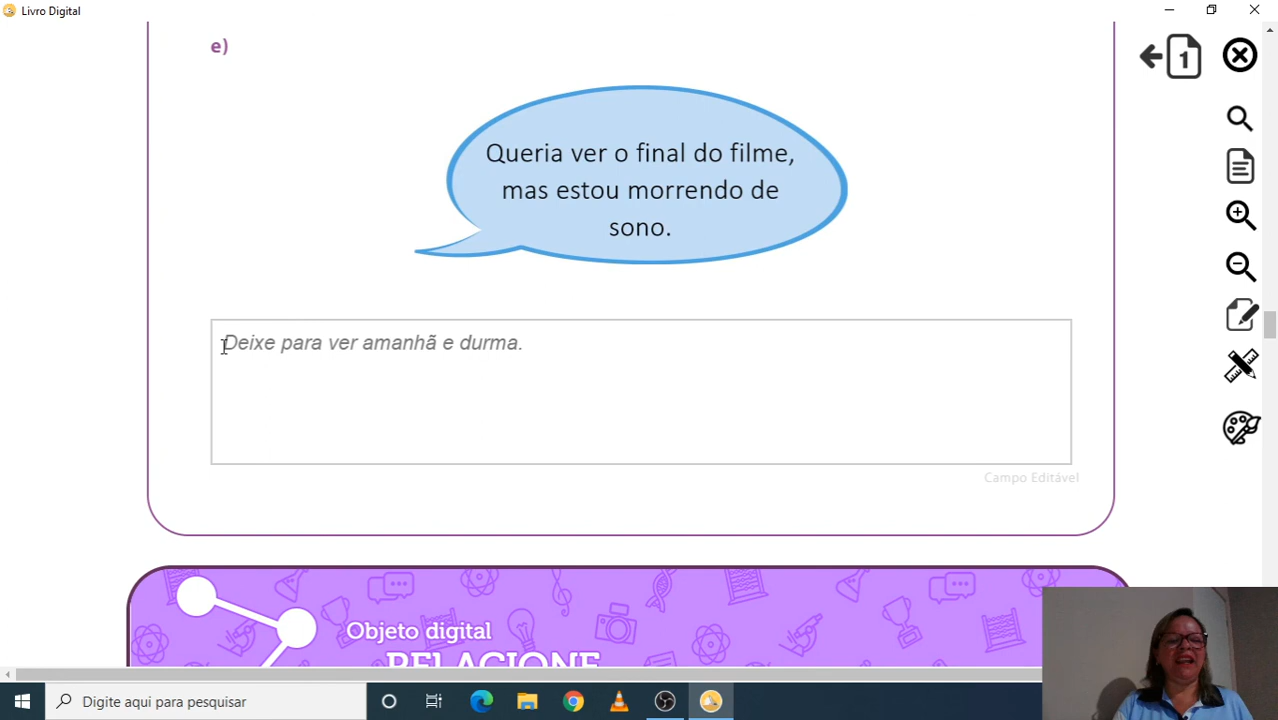 Livro Digital
e)
1
Queria ver o final do filme,
mas estou morrendo de
sono.
Deixe para ver amanhã e durma.
Campo Editável
Objeto digital
RELACIONE
Digite aqui para pesquisar